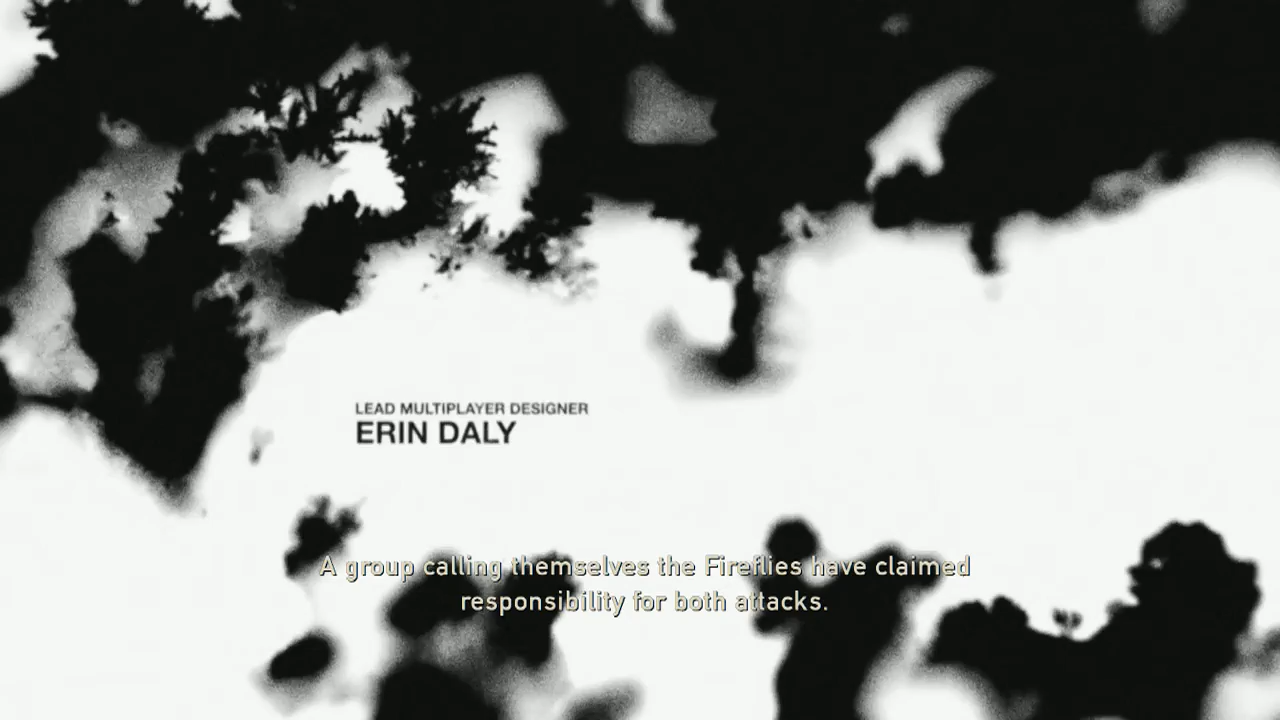 LEAD MULTIPLAYER DESIGNER
ERIN DALY
A group calling themselves the Fireflies have claimed
responsibility for both attacks.